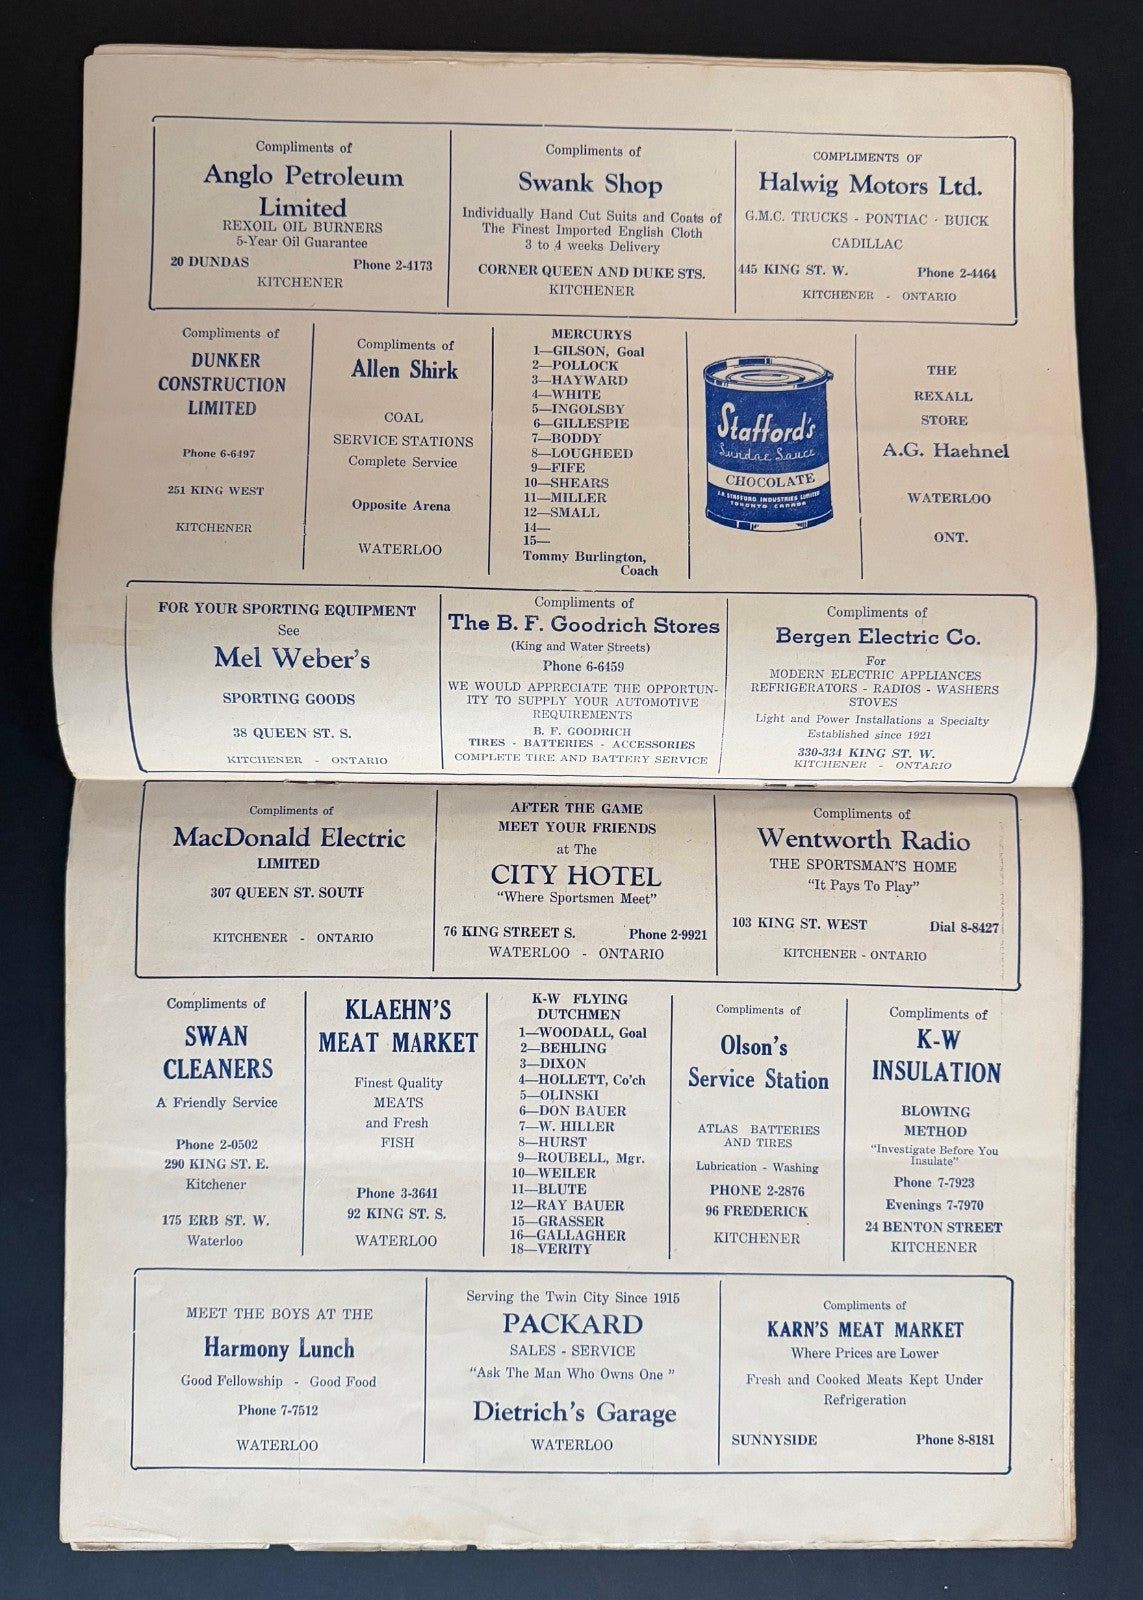 Compliments of
Anglo Petroleum
Limited
REXOIL OIL BURNERS
5-Year Oil Guarantee
20 DUNDAS Phone 2-4173
KITCHENER
Compliments of
Swank Shop
Individually Hand Cut Suits and Coats of
The Finest Imported English Cloth
3 to 4 weeks Delivery
CORNER QUEEN AND DUKE STS.
KITCHENER
COMPLIMENTS OF
Halwig Motors Ltd.
G.M.C. TRUCKS - PONTIAC - BUICK
CADILLAC
445 KING ST. W. Phone 2-4464
KITCHENER - ONTARIO
Compliments of
DUNKER
CONSTRUCTION
LIMITED
Phone 6-6497
251 KING WEST
KITCHENER
Compliments of
Allen Shirk
COAL
SERVICE STATIONS
Complete Service
Opposite Arena
WATERLOO
MERCURYS
1—GILSON, Goal
2—POLLOCK
3—HAYWARD
4—WHITE
5—INGOLSBY
6—GILLESPIE
7—BODDY
8—LOUGHEED
9—FIFE
10—SHEARS
11—MILLER
12—SMALL
14—
15—
Tommy Burlington,
Coach
Stafford's
Sundae Sauce
CHOCOLATE
J.H. STAFFORD INDUSTRIES LIMITED
TORONTO CANADA
THE
REXALL
STORE
A.G. Haehnel
WATERLOO
ONT.
FOR YOUR SPORTING EQUIPMENT
See
Mel Weber's
SPORTING GOODS
38 QUEEN ST. S.
KITCHENER - ONTARIO
Compliments of
The B. F. Goodrich Stores
(King and Water Streets)
Phone 6-6459
WE WOULD APPRECIATE THE OPPORTUN-
ITY TO SUPPLY YOUR AUTOMOTIVE
REQUIREMENTS
B. F. GOODRICH
TIRES - BATTERIES - ACCESSORIES
COMPLETE TIRE AND BATTERY SERVICE
Compliments of
Bergen Electric Co.
For
MODERN ELECTRIC APPLIANCES
REFRIGERATORS - RADIOS - WASHERS
STOVES
Light and Power Installations a Specialty
Established since 1921
330-334 KING ST. W.
KITCHENER - ONTARIO
Compliments of
MacDonald Electric
LIMITED
307 QUEEN ST. SOUTH
KITCHENER - ONTARIO
AFTER THE GAME
MEET YOUR FRIENDS
at The
CITY HOTEL
"Where Sportsmen Meet"
76 KING STREET S. Phone 2-9921
WATERLOO - ONTARIO
Compliments of
Wentworth Radio
THE SPORTSMAN'S HOME
"It Pays To Play"
103 KING ST. WEST Dial 8-8427
KITCHENER - ONTARIO
Compliments of
SWAN
CLEANERS
A Friendly Service
Phone 2-0502
290 KING ST. E.
Kitchener
175 ERB ST. W.
Waterloo
KLAEHN'S
MEAT MARKET
Finest Quality
MEATS
and Fresh
FISH
Phone 3-3641
92 KING ST. S.
WATERLOO
K-W FLYING
DUTCHMEN
1—WOODALL, Goal
2—BEHLING
3—DIXON
4—HOLLETT, Co'ch
5—OLINSKI
6—DON BAUER
7—W. HILLER
8—HURST
9—ROUBELL, Mgr.
10—WEILER
11—BLUTE
12—RAY BAUER
15—GRASSER
16—GALLAGHER
18—VERITY
Compliments of
Olson's
Service Station
ATLAS BATTERIES
AND TIRES
Lubrication - Washing
PHONE 2-2876
96 FREDERICK
KITCHENER
Compliments of
K-W
INSULATION
BLOWING
METHOD
"Investigate Before You
Insulate"
Phone 7-7923
Evenings 7-7970
24 BENTON STREET
KITCHENER
MEET THE BOYS AT THE
Harmony Lunch
Good Fellowship - Good Food
Phone 7-7512
WATERLOO
Serving the Twin City Since 1915
PACKARD
SALES - SERVICE
"Ask The Man Who Owns One "
Dietrich's Garage
WATERLOO
Compliments of
KARN'S MEAT MARKET
Where Prices are Lower
Fresh and Cooked Meats Kept Under
Refrigeration
SUNNYSIDE Phone 8-8181